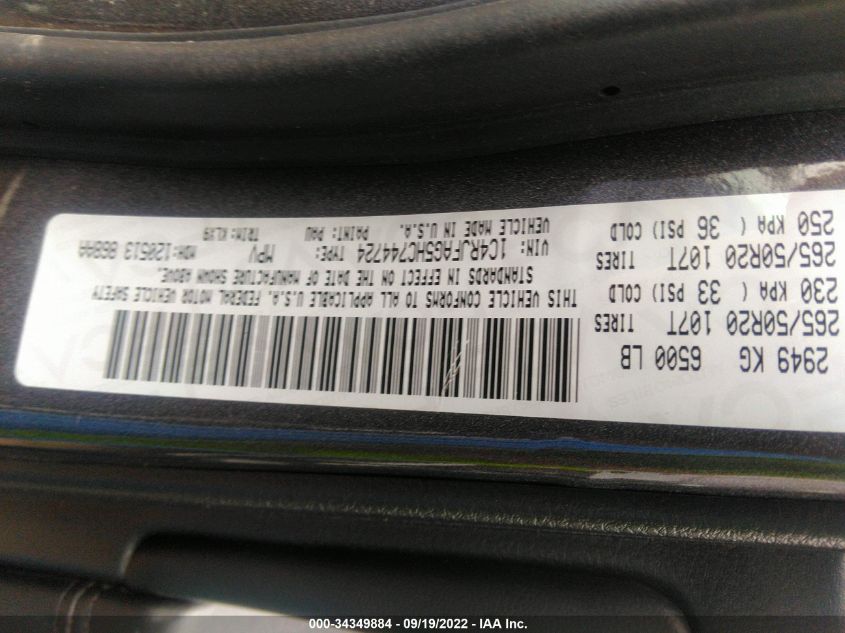 2949 KG 6500 LB
265/50R20 107T TIRES
230 KPA ( 33 PSI) COLD
265/50R20 107T TIRES
250 KPA ( 36 PSI) COLD
THIS VEHICLE CONFORMS TO ALL APPLICABLE U.S.A. FEDERAL MOTOR VEHICLE SAFETY
STANDARDS IN EFFECT ON THE DATE OF MANUFACTURE SHOWN ABOVE.
VIN: 1C4RJFAG5HC744724 TYPE: MPV MDH:120513 868AA
VEHICLE MADE IN U.S.A. PAINT: PAU TRIM: KLX9
000-34349884 - 09/19/2022 - IAA Inc.